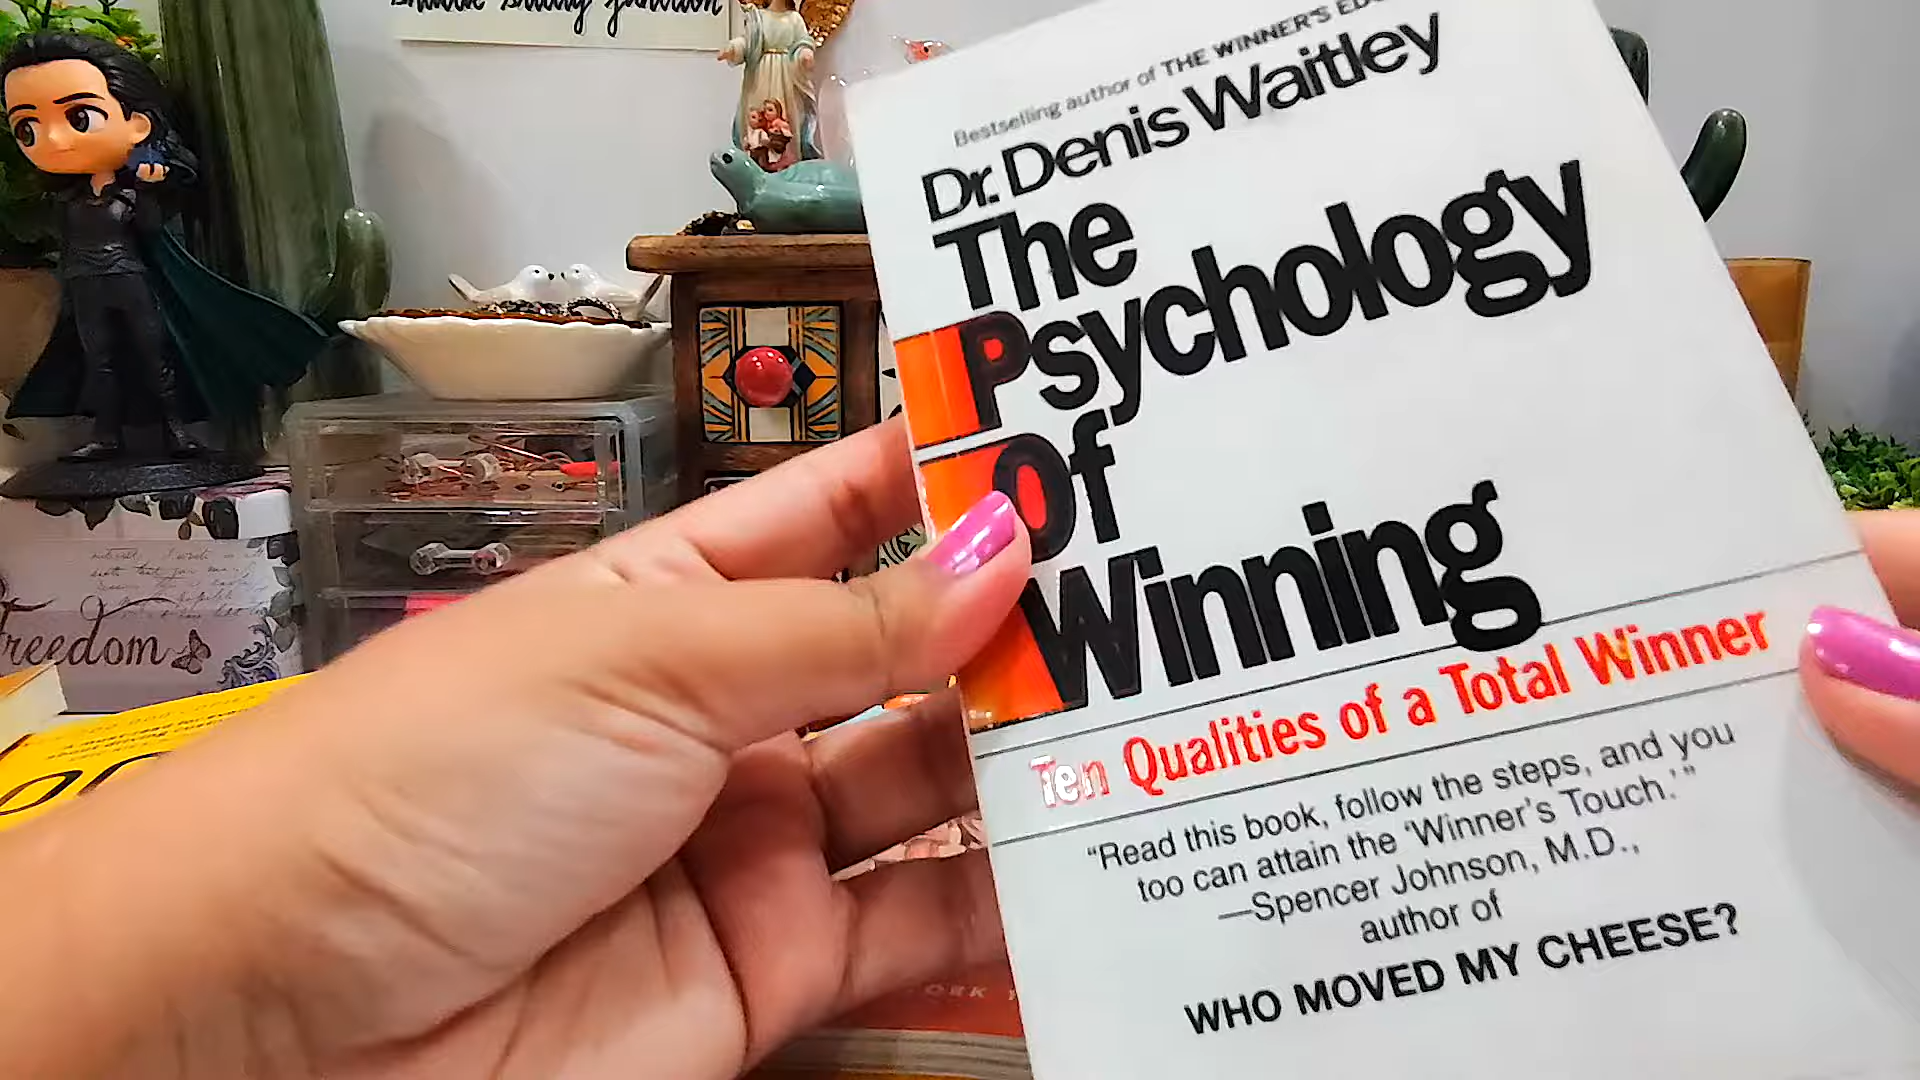 Bestselling author of THE WINNER'S
Dr. Denis Waitley
The
Psychology
Of
Winning
Ten Qualities of a Total Winner
“Read this book, follow the steps, and you
too can attain the ‘Winner’s Touch.’”
—Spencer Johnson, M.D.,
author of
WHO MOVED MY CHEESE?
Freedom